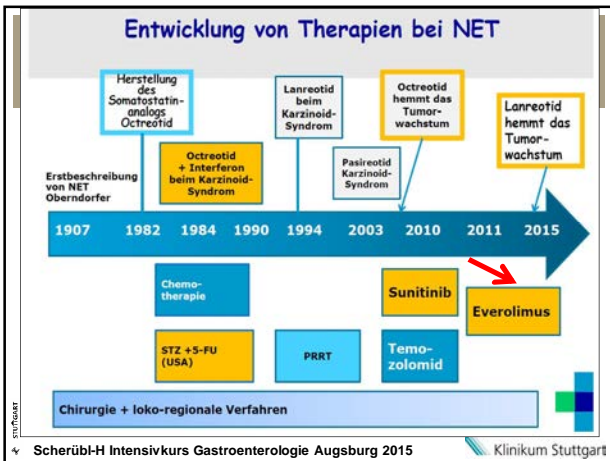 Entwicklung von Therapien bei NET
Herstellung
des
Somatostatin-
analogs
Octreotid
Lanreotid
beim
Karzinoid-
Syndrom
Octreotid
hemmt das
Tumor-
wachstum
Lanreotid
hemmt das
Tumor-
wachstum
Octreotid
+ Interferon
beim Karzinoid-
Syndrom
Pasireotid
Karzinoid-
Syndrom
Erstbeschreibung
von NET
Oberndorfer
1907 1982 1984 1990 1994 2003 2010 2011 2015
Chemo-
therapie
Sunitinib
Everolimus
STZ +5-FU
(USA)
PRRT
Temo-
zolomid
Chirurgie + loko-regionale Verfahren
STUTTGART
Scherübl-H Intensivkurs Gastroenterologie Augsburg 2015
Klinikum Stuttgart